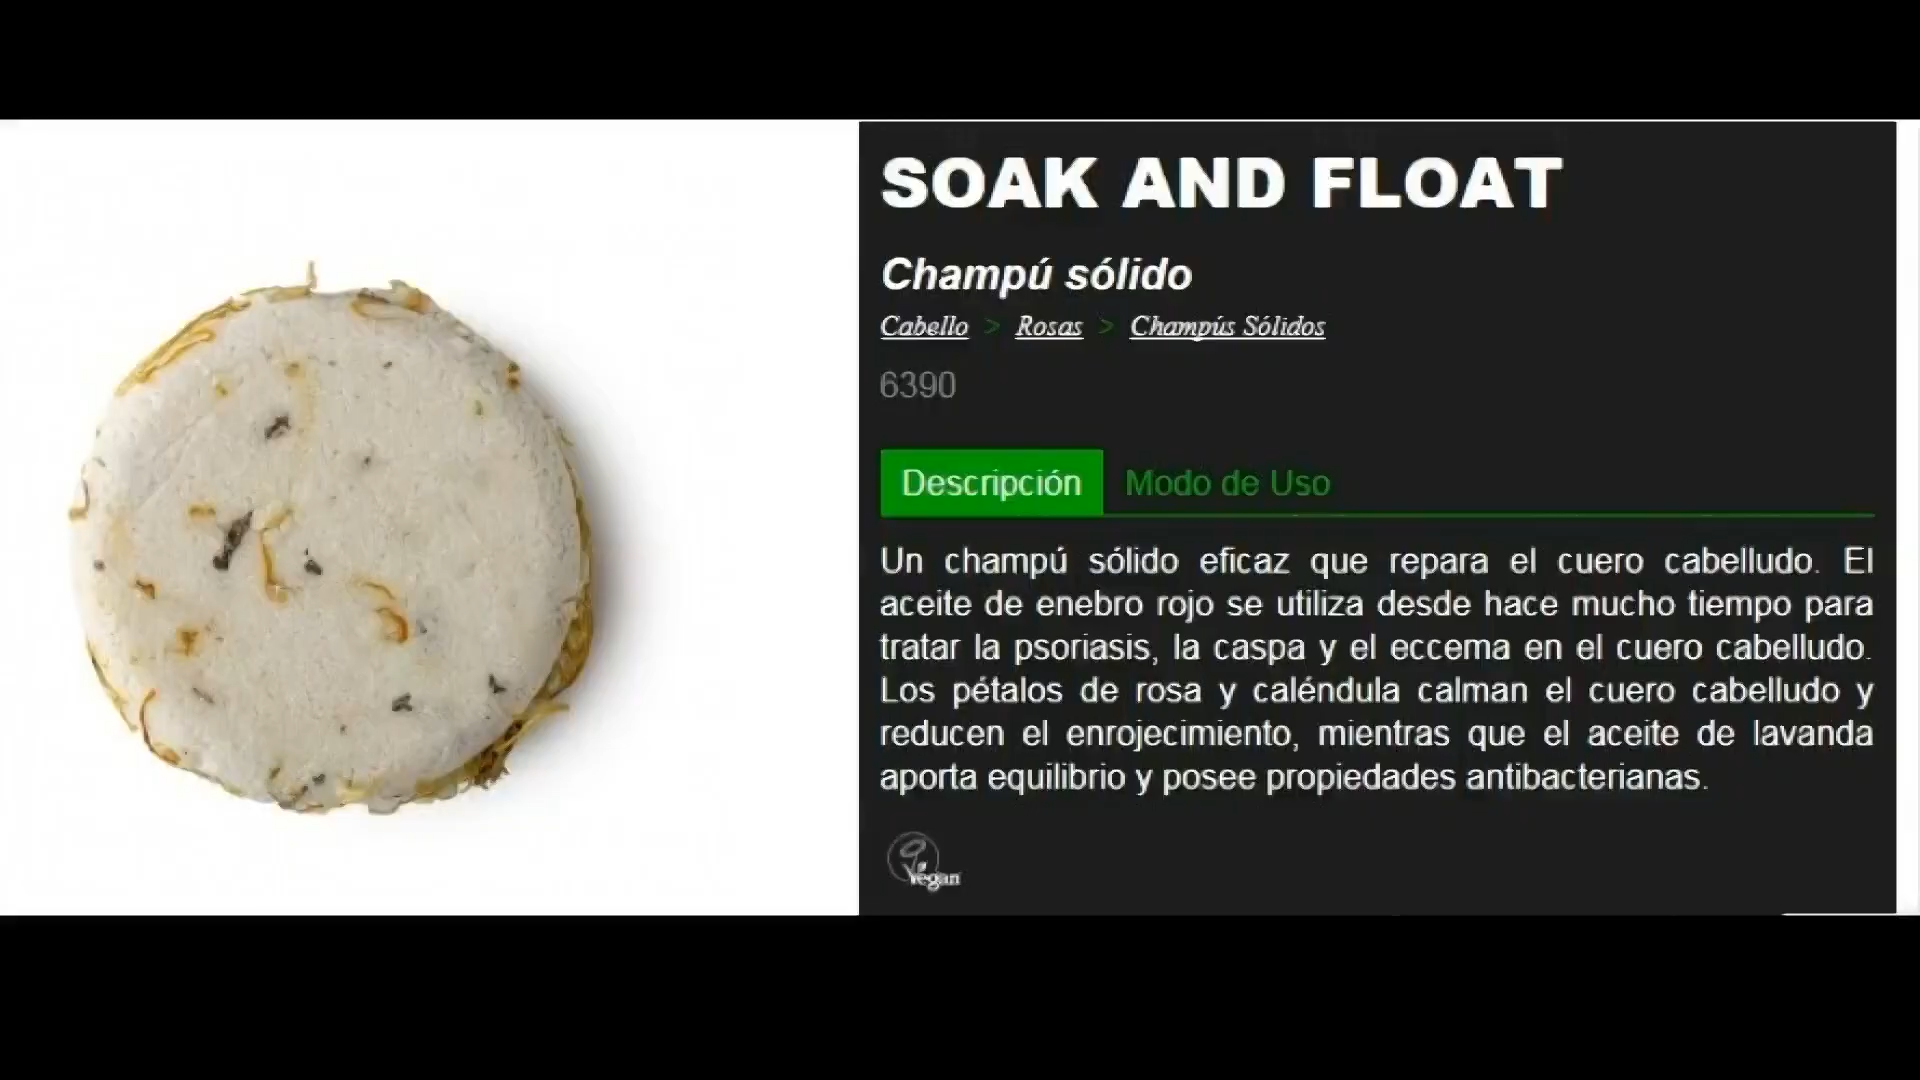 SOAK AND FLOAT
Champú sólido
Cabello > Rosas > Champús Sólidos
6390
Descripción Modo de Uso
Un champú sólido eficaz que repara el cuero cabelludo. El
aceite de enebro rojo se utiliza desde hace mucho tiempo para
tratar la psoriasis, la caspa y el eccema en el cuero cabelludo.
Los pétalos de rosa y caléndula calman el cuero cabelludo y
reducen el enrojecimiento, mientras que el aceite de lavanda
aporta equilibrio y posee propiedades antibacterianas.
Vegan